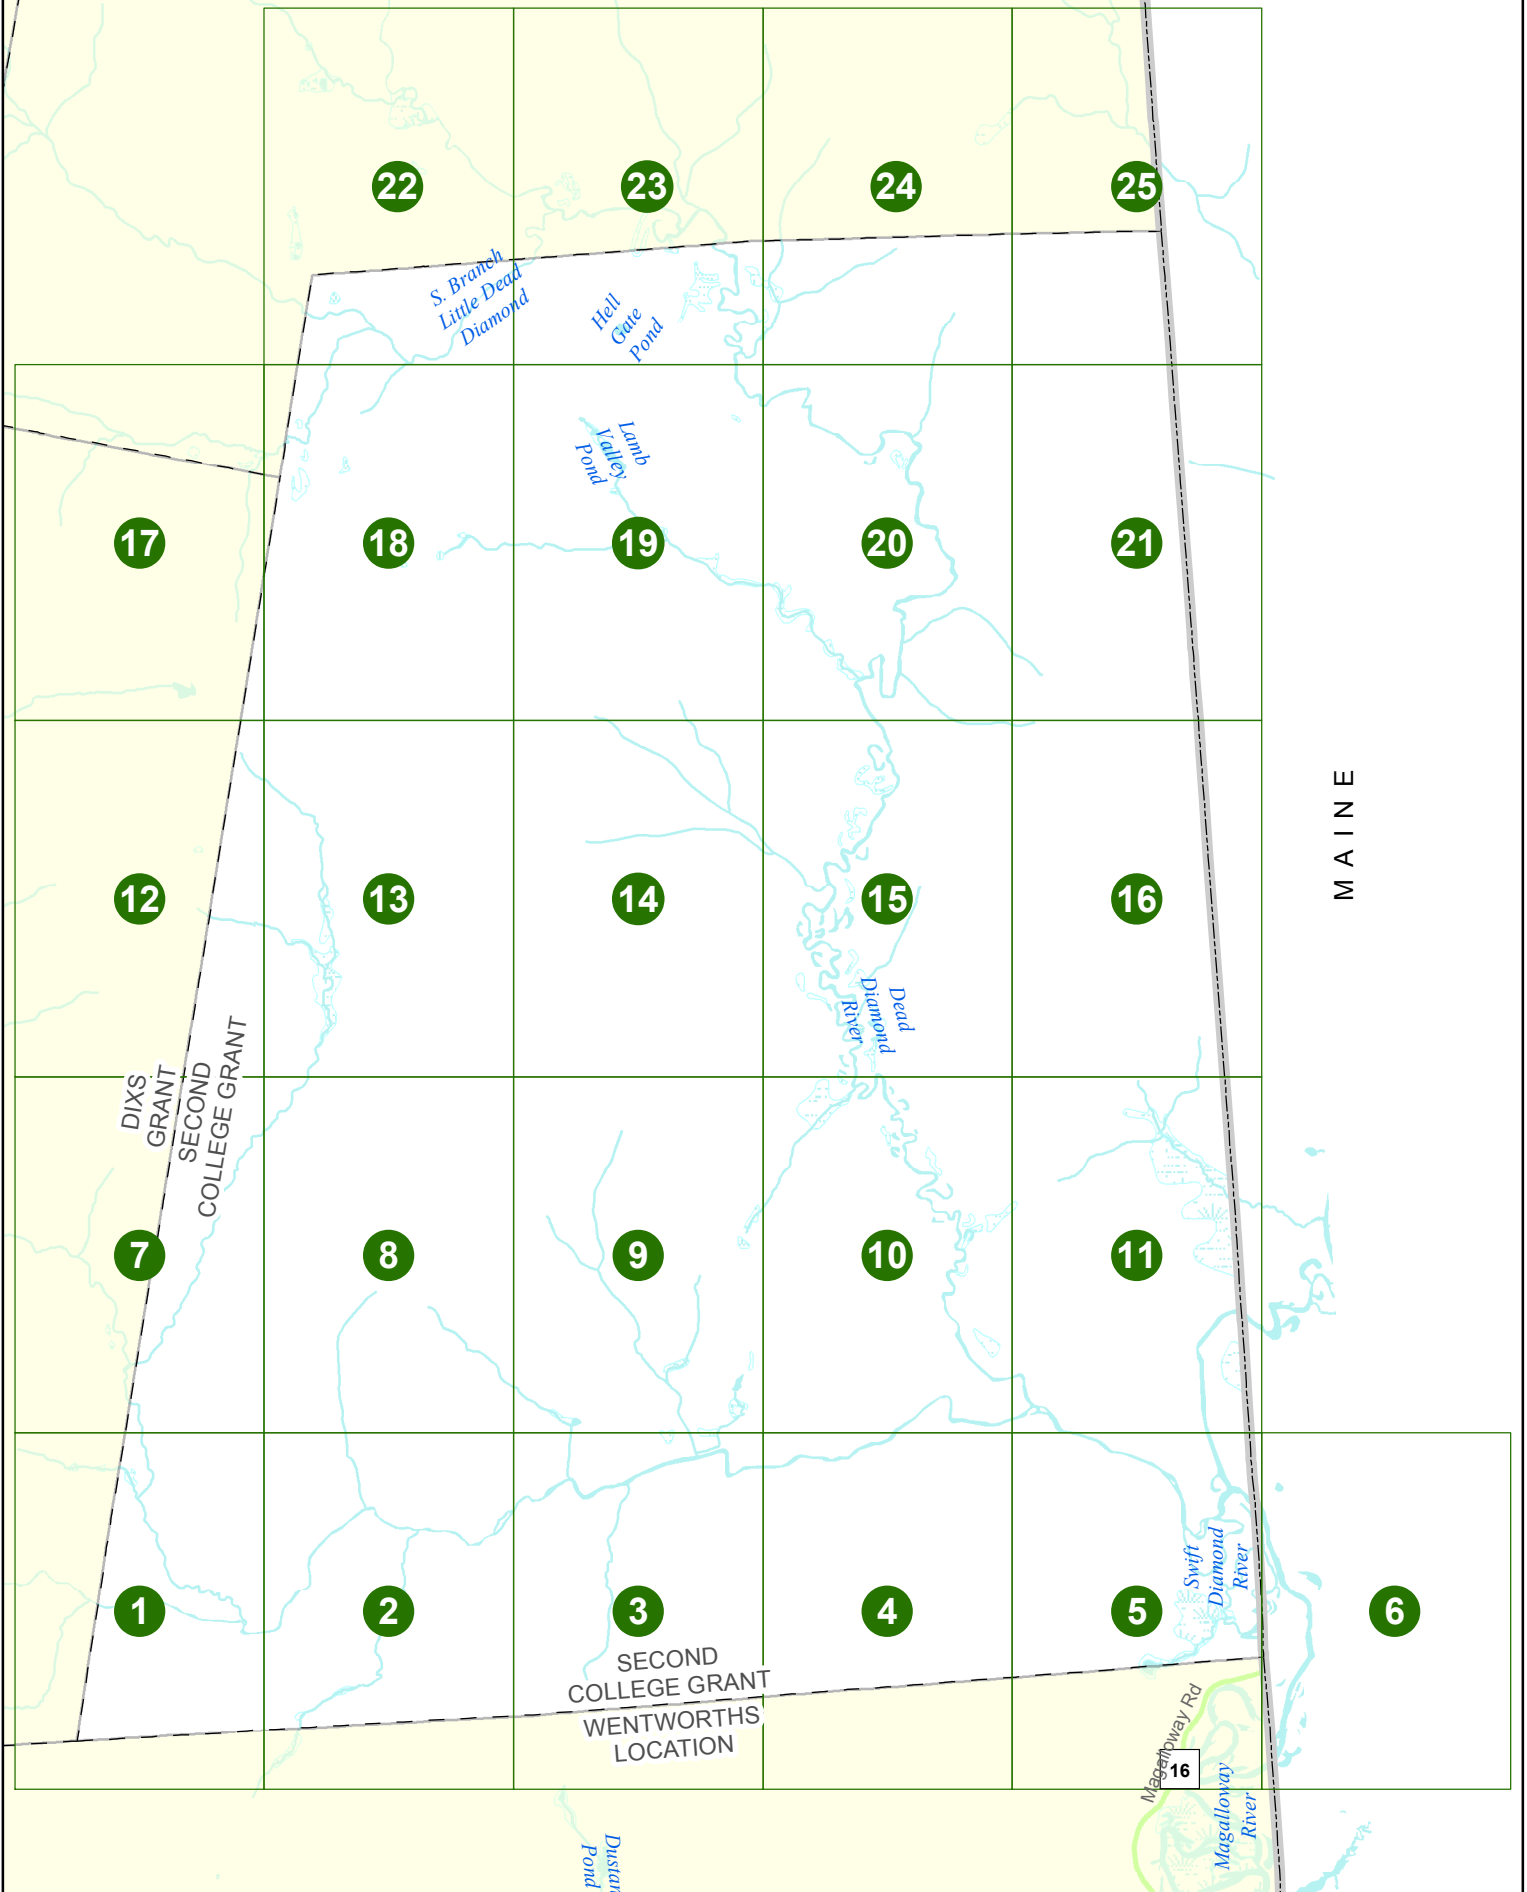 22
23
24
25
S. Branch
Little Dead
Diamond
Hell
Gate
Pond
Lamb
Valley
Pond
17
18
19
20
21
MAINE
12
13
14
15
16
Dead
Diamond
River
DIXS
GRANT
SECOND
COLLEGE GRANT
7
8
9
10
11
Swift
Diamond
River
1
2
3
4
5
6
SECOND
COLLEGE GRANT
WENTWORTHS
LOCATION
Magalloway Rd
16
Magalloway
River
Pond